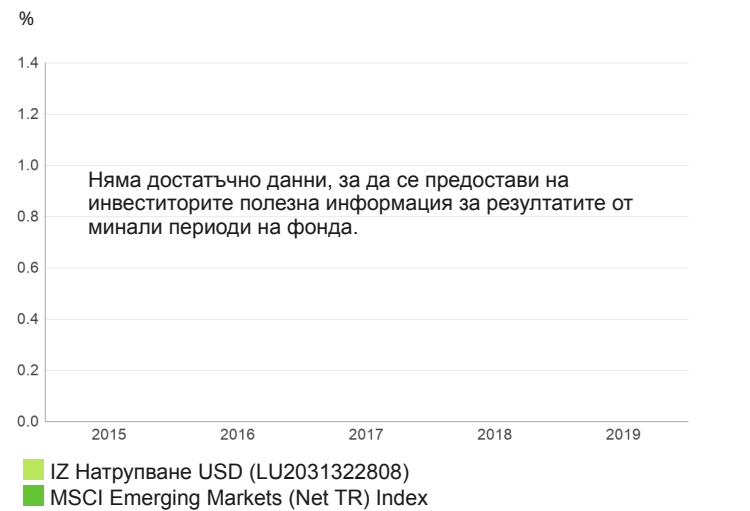 %
1.4
1.2
1.0
Няма достатъчно данни, за да се предостави на
инвеститорите полезна информация за резултатите от
минали периоди на фонда.
0.8
0.6
0.4
0.2
0.0
2015 2016 2017 2018 2019
IZ Натрупване USD (LU2031322808)
MSCI Emerging Markets (Net TR) Index